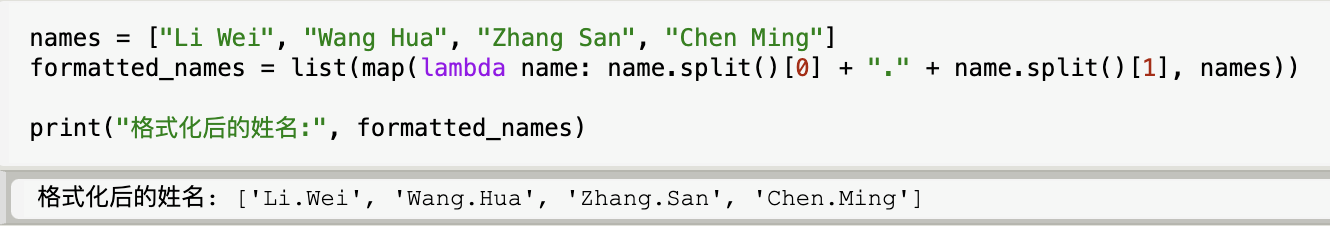 names = ["Li Wei", "Wang Hua", "Zhang San", "Chen Ming"]
formatted_names = list(map(lambda name: name.split()[0] + "." + name.split()[1], names))
print("格式化后的姓名:", formatted_names)
格式化后的姓名: ['Li.Wei', 'Wang.Hua', 'Zhang.San', 'Chen.Ming']